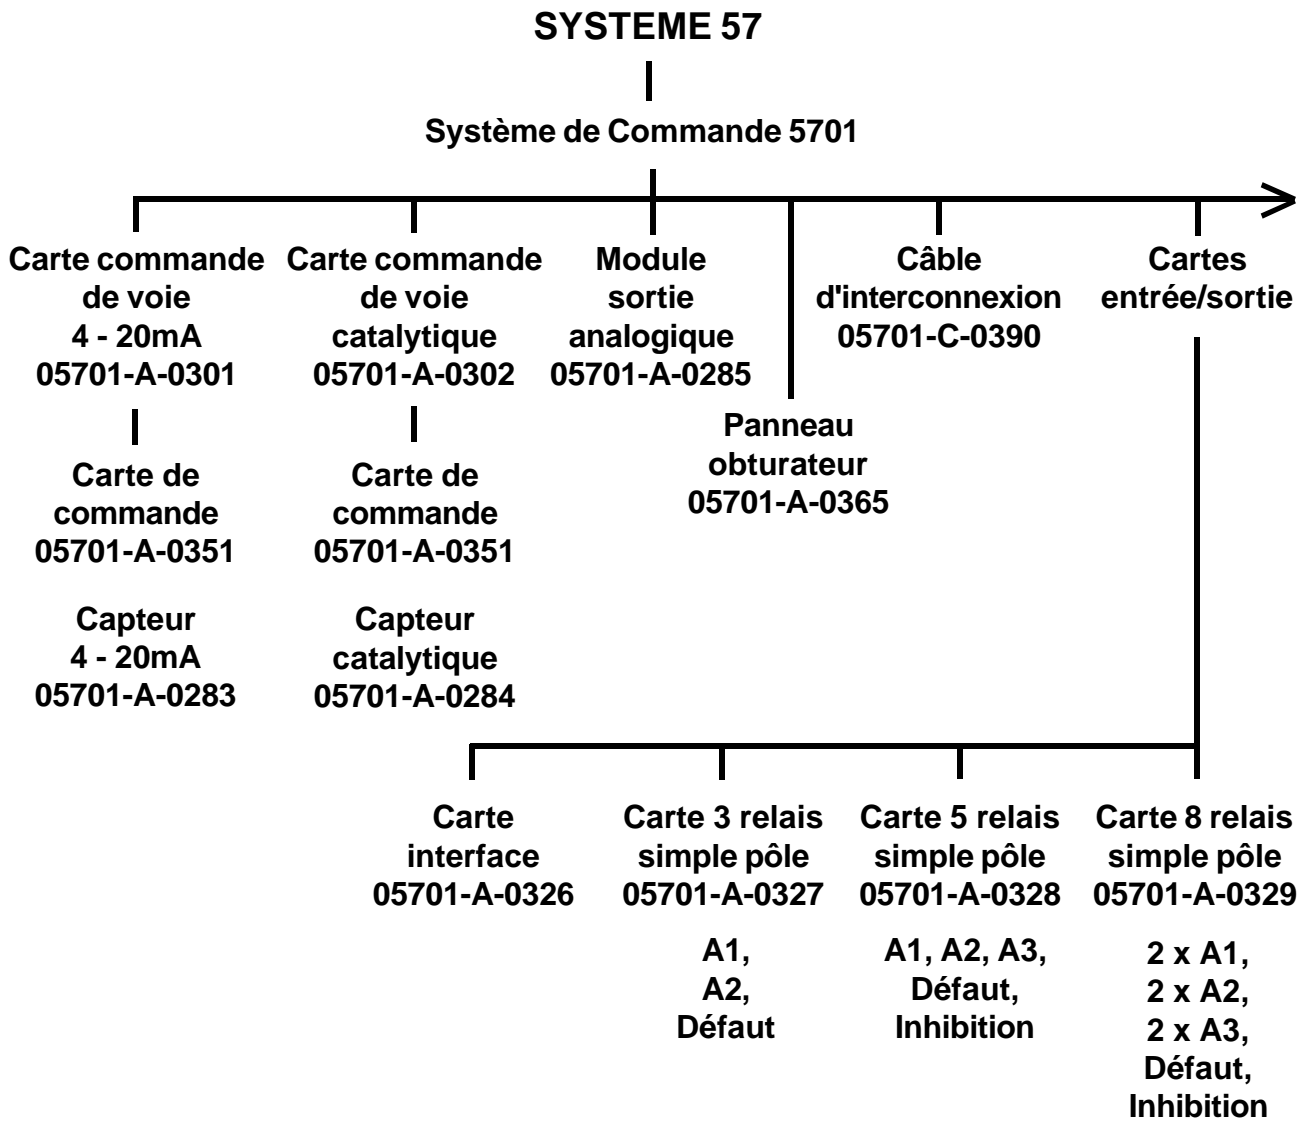 SYSTEME 57
Système de Commande 5701
Carte commande
de voie
4 - 20mA
05701-A-0301
Carte commande
de voie
catalytique
05701-A-0302
Module
sortie
analogique
05701-A-0285
Câble
d'interconnexion
05701-C-0390
Cartes
entrée/sortie
Panneau
obturateur
05701-A-0365
Carte de
commande
05701-A-0351
Carte de
commande
05701-A-0351
Capteur
4 - 20mA
05701-A-0283
Capteur
catalytique
05701-A-0284
Carte
interface
05701-A-0326
Carte 3 relais
simple pôle
05701-A-0327
A1,
A2,
Défaut
Carte 5 relais
simple pôle
05701-A-0328
A1, A2, A3,
Défaut,
Inhibition
Carte 8 relais
simple pôle
05701-A-0329
2 x A1,
2 x A2,
2 x A3,
Défaut,
Inhibition